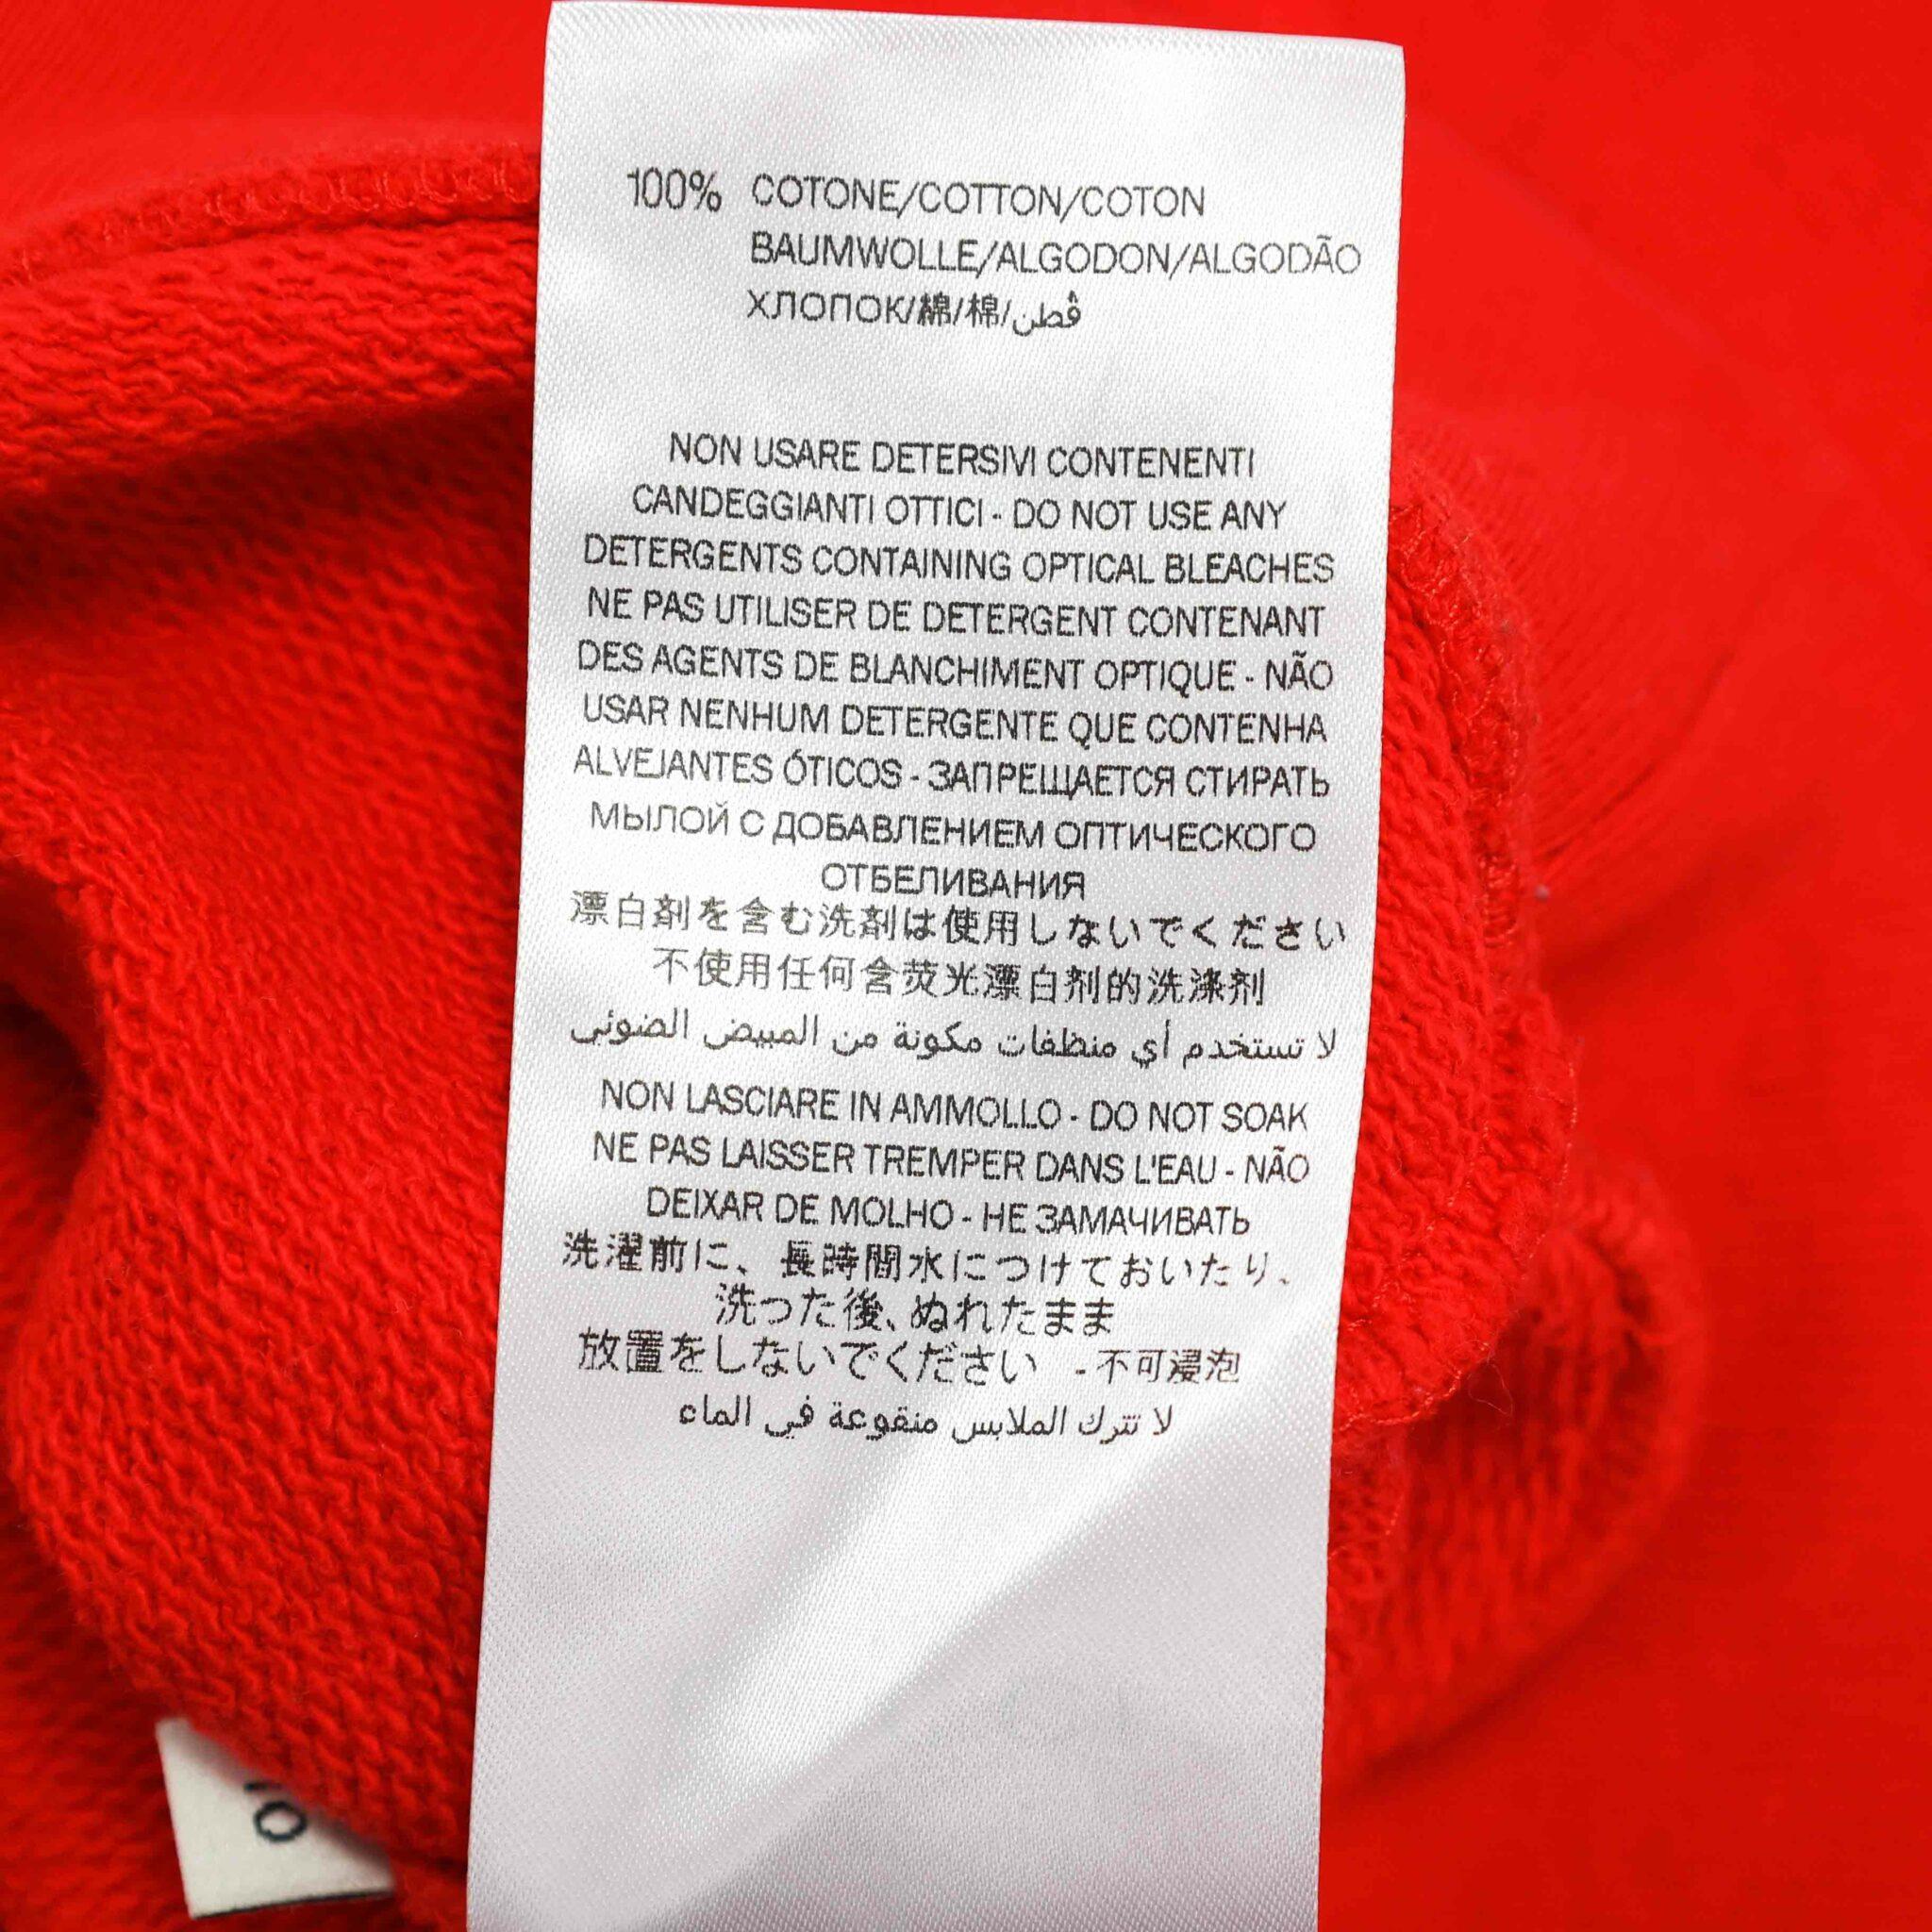 100% COTONE/COTTON/COTON
BAUMWOLLE/ALGODON/ALGODÃO
ХЛОПОК/綿/棉/قطن
NON USARE DETERSIVI CONTENENTI
CANDEGGIANTI OTTICI - DO NOT USE ANY
DETERGENTS CONTAINING OPTICAL BLEACHES
NE PAS UTILISER DE DETERGENT CONTENANT
DES AGENTS DE BLANCHIMENT OPTIQUE - NÃO
USAR NENHUM DETERGENTE QUE CONTENHA
ALVEJANTES ÓTICOS - ЗАПРЕЩАЕТСЯ СТИРАТЬ
МЫЛОЙ С ДОБАВЛЕНИЕМ ОПТИЧЕСКОГО
ОТБЕЛИВАНИЯ
漂白剤を含む洗剤は使用しないでください
不使用任何含荧光漂白剂的洗涤剂
لا تستخدم أي منظفات مكونة من المبيض الضوئي
NON LASCIARE IN AMMOLLO - DO NOT SOAK
NE PAS LAISSER TREMPER DANS L'EAU - NÃO
DEIXAR DE MOLHO - НЕ ЗАМАЧИВАТЬ
洗濯前に、長時間水につけておいたり、
洗った後、ぬれたまま
放置をしないでください - 不可浸泡
لا تترك الملابس منقوعة في الماء